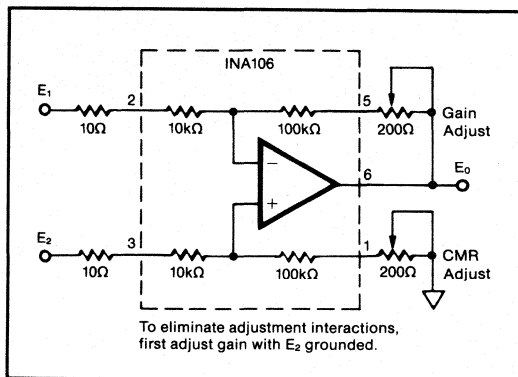 INA106
E1
2
5
10Ω
10kΩ
100kΩ
200Ω
Gain
Adjust
−
6
E0
+
E2
3
1
10Ω
10kΩ
100kΩ
200Ω
CMR
Adjust
To eliminate adjustment interactions,
first adjust gain with E2 grounded.